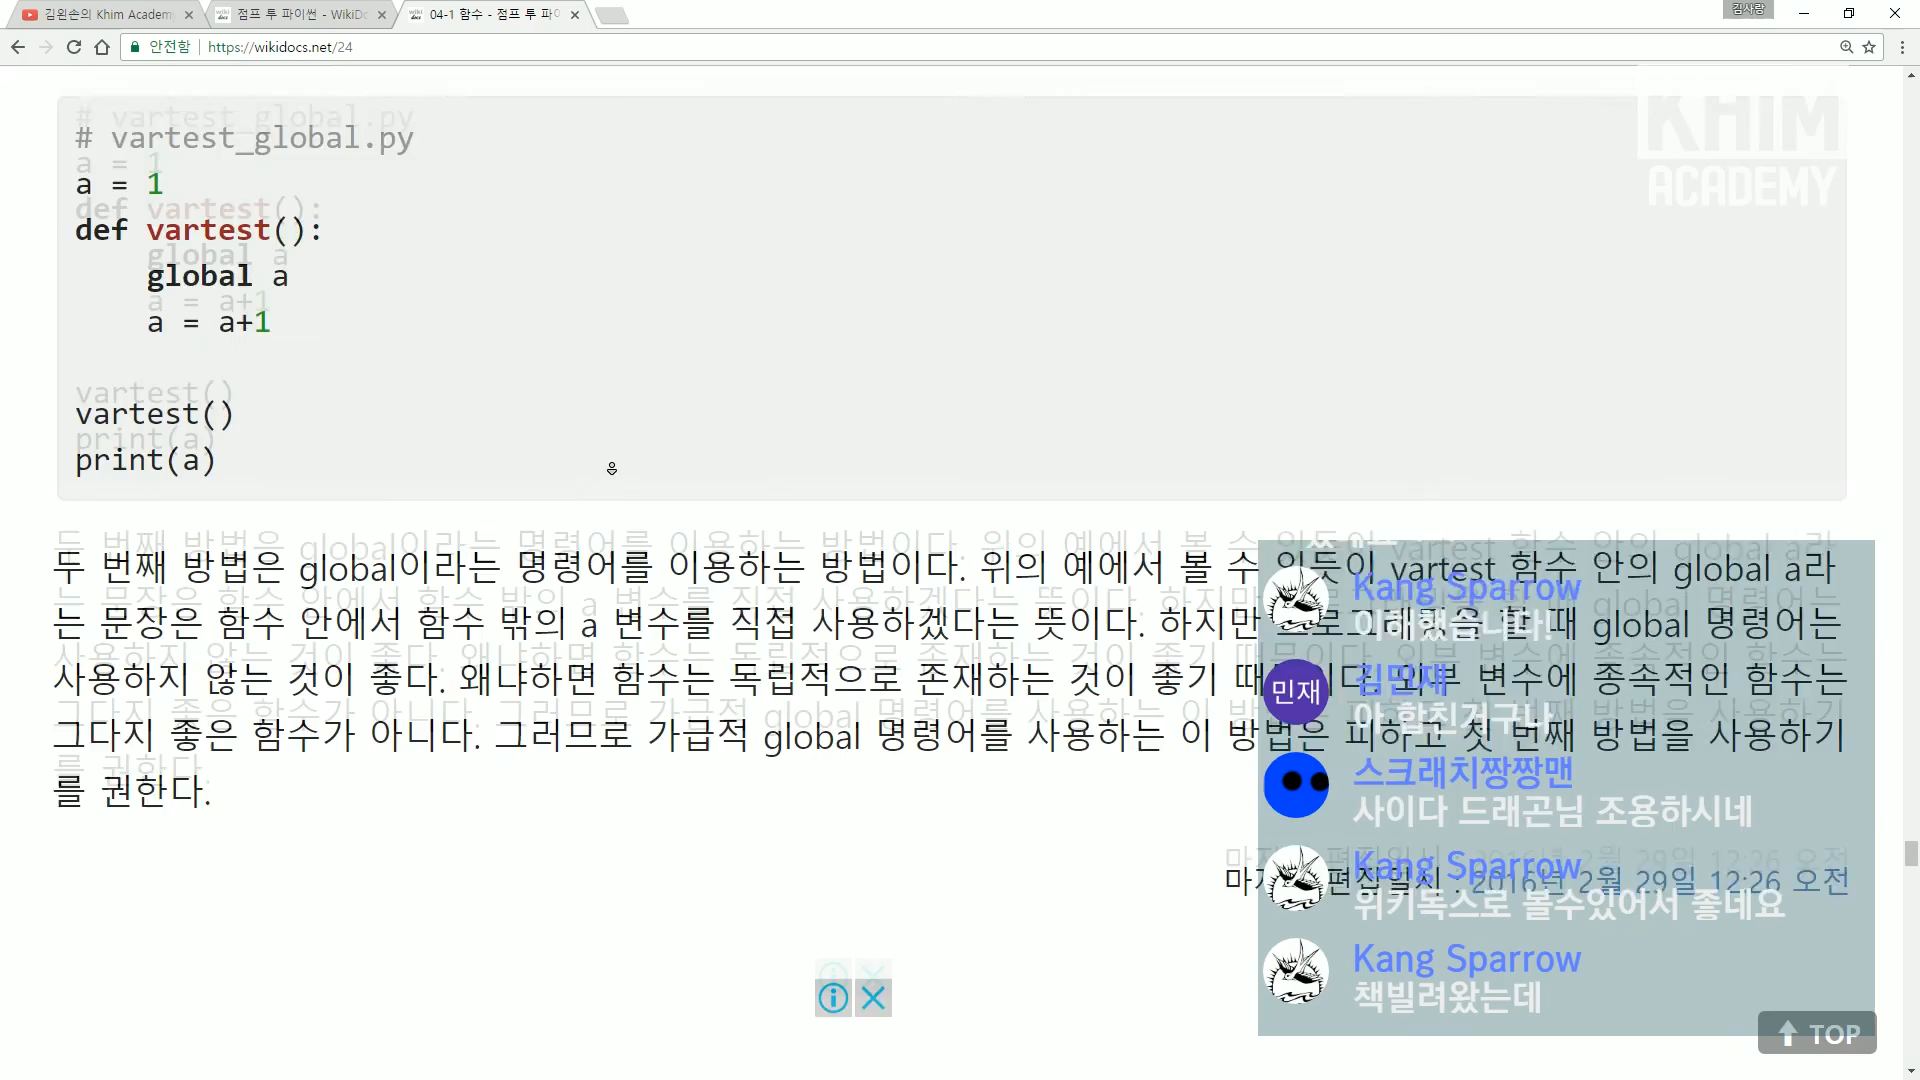 김왼손의 Khim Academy
점프 투 파이썬 - WikiDo
04-1 함수 - 점프 투 파이
김사랑
안전함
https://wikidocs.net/24
KHIM
ACADEMY
# vartest_global.py
a = 1
def vartest():
    global a
    a = a+1
vartest()
print(a)
두 번째 방법은 global이라는 명령어를 이용하는 방법이다. 위의 예에서 볼 수 있듯이 vartest 함수 안의 global a라
는 문장은 함수 안에서 함수 밖의 a 변수를 직접 사용하겠다는 뜻이다. 하지만 프로그래밍을 할 때 global 명령어는
사용하지 않는 것이 좋다. 왜냐하면 함수는 독립적으로 존재하는 것이 좋기 때문이다. 외부 변수에 종속적인 함수는
그다지 좋은 함수가 아니다. 그러므로 가급적 global 명령어를 사용하는 이 방법은 피하고 첫 번째 방법을 사용하기
를 권한다.
마지막 편집일시 : 2016년 2월 29일 12:26 오전
Kang Sparrow
이해했습니다!
민재
김민재
아 합친거구나
스크래치짱짱맨
사이다 드래곤님 조용하시네
Kang Sparrow
위키독스로 볼수있어서 좋네요
Kang Sparrow
책빌려왔는데
TOP